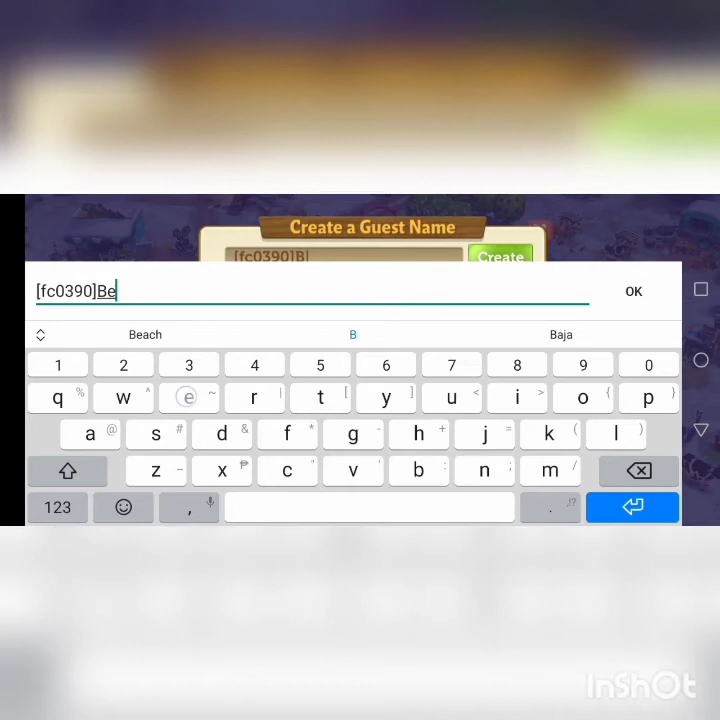 Create a Guest Name
[fc0390]B|
Create
[fc0390]Be
OK
Beach B Baja
1 2 3 4 5 6 7 8 9 0
q % w ^ e ~ r | t [ y ] u < i > o { p }
a @ s # d & f * g - h + j = k ( l )
z _ x ₱ c " v ' b : n ; m /
123 , . ,!?
InShOt